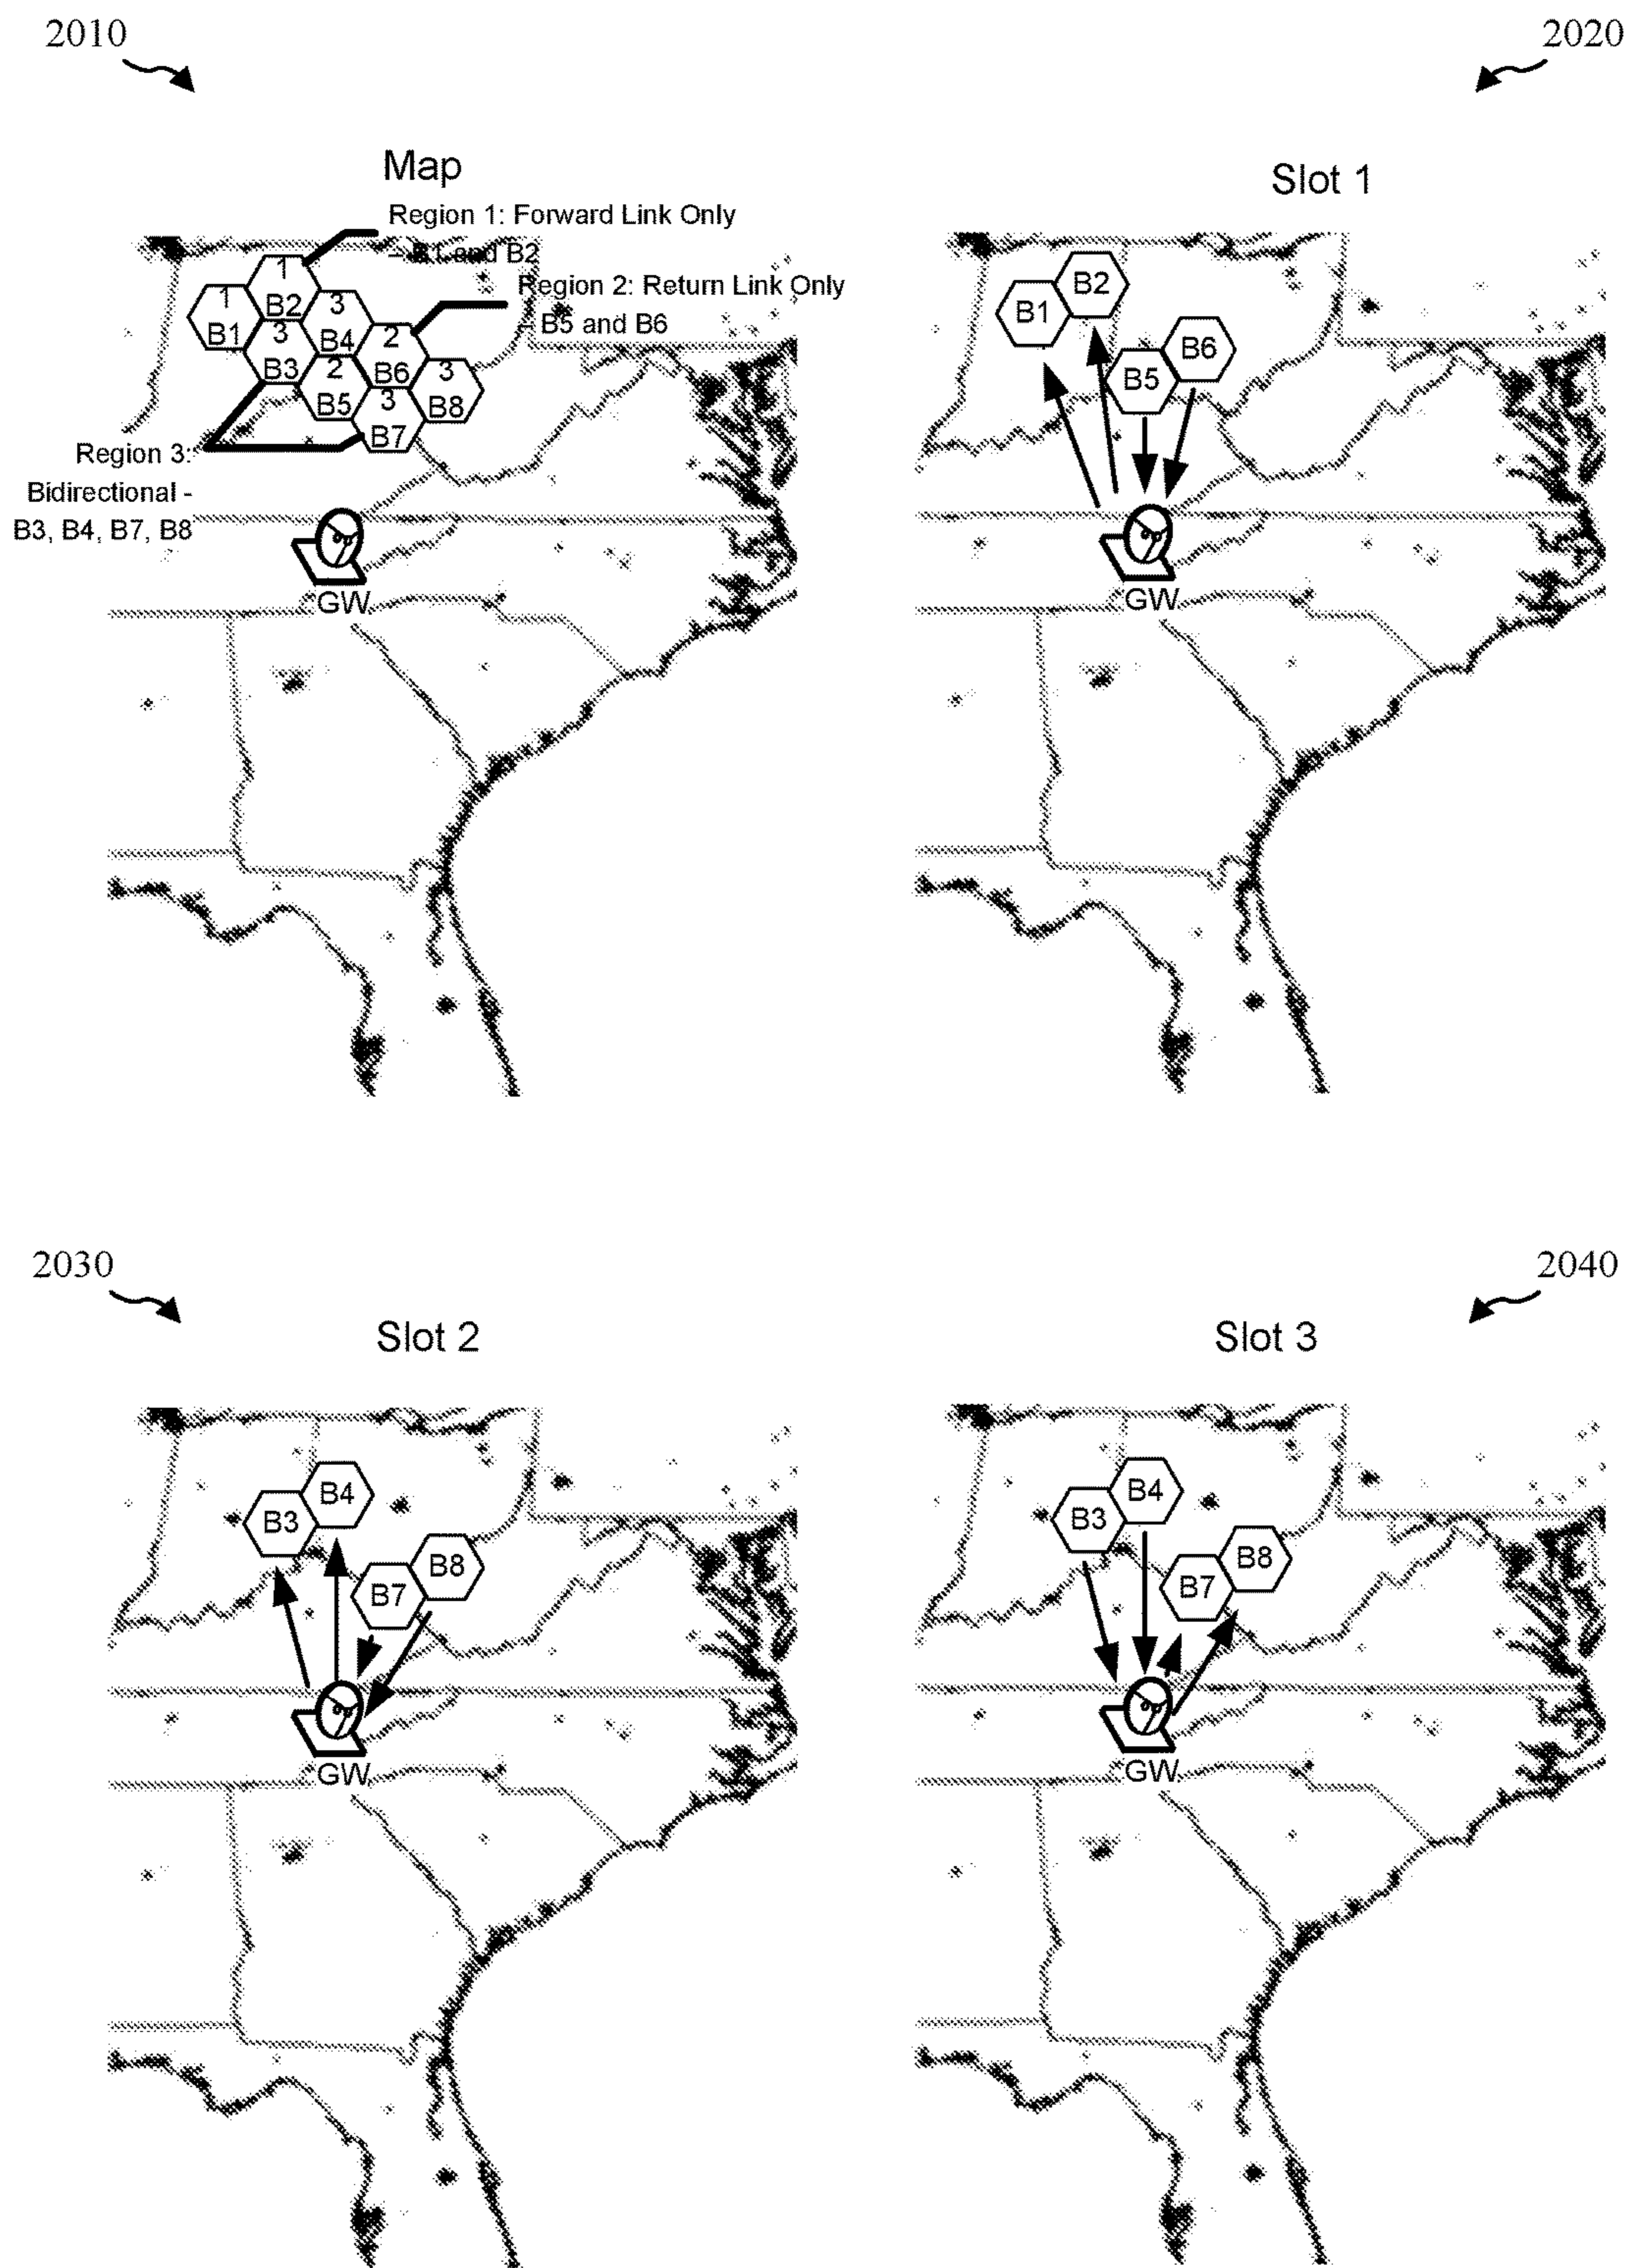 2010
2020
Map
Slot 1
Region 1: Forward Link Only
– B1 and B2
Region 2: Return Link Only
– B5 and B6
1
B1
1
B2
3
B3
3
B4
2
B5
2
B6
3
B7
3
B8
Region 3:
Bidirectional -
B3, B4, B7, B8
GW
B1
B2
B5
B6
GW
2030
2040
Slot 2
Slot 3
B3
B4
B7
B8
GW
B3
B4
B7
B8
GW